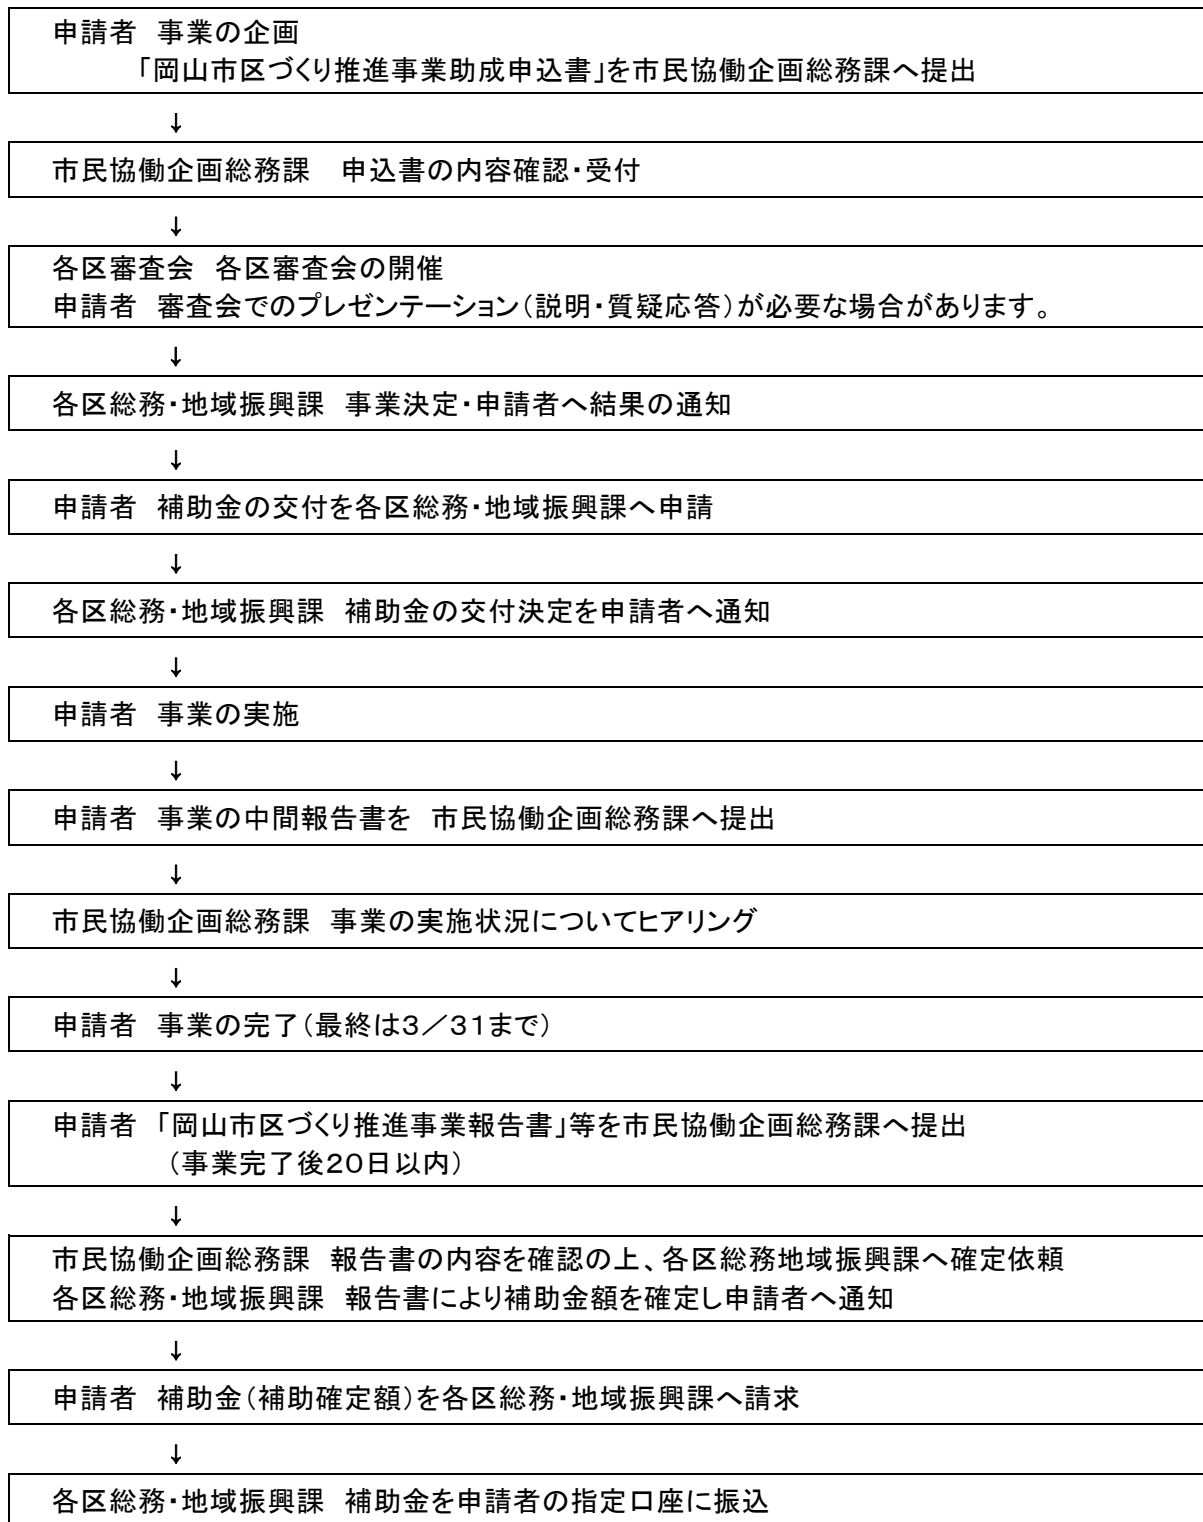 申請者　事業の企画
「岡山市区づくり推進事業助成申込書」を市民協働企画総務課へ提出
↓
市民協働企画総務課　申込書の内容確認・受付
↓
各区審査会　各区審査会の開催
申請者　審査会でのプレゼンテーション（説明・質疑応答）が必要な場合があります。
↓
各区総務・地域振興課　事業決定・申請者へ結果の通知
↓
申請者　補助金の交付を各区総務・地域振興課へ申請
↓
各区総務・地域振興課　補助金の交付決定を申請者へ通知
↓
申請者　事業の実施
↓
申請者　事業の中間報告書を　市民協働企画総務課へ提出
↓
市民協働企画総務課　事業の実施状況についてヒアリング
↓
申請者　事業の完了（最終は３／３１まで）
↓
申請者　「岡山市区づくり推進事業報告書」等を市民協働企画総務課へ提出
（事業完了後２０日以内）
↓
市民協働企画総務課　報告書の内容を確認の上、各区総務地域振興課へ確定依頼
各区総務・地域振興課　報告書により補助金額を確定し申請者へ通知
↓
申請者　補助金（補助確定額）を各区総務・地域振興課へ請求
↓
各区総務・地域振興課　補助金を申請者の指定口座に振込